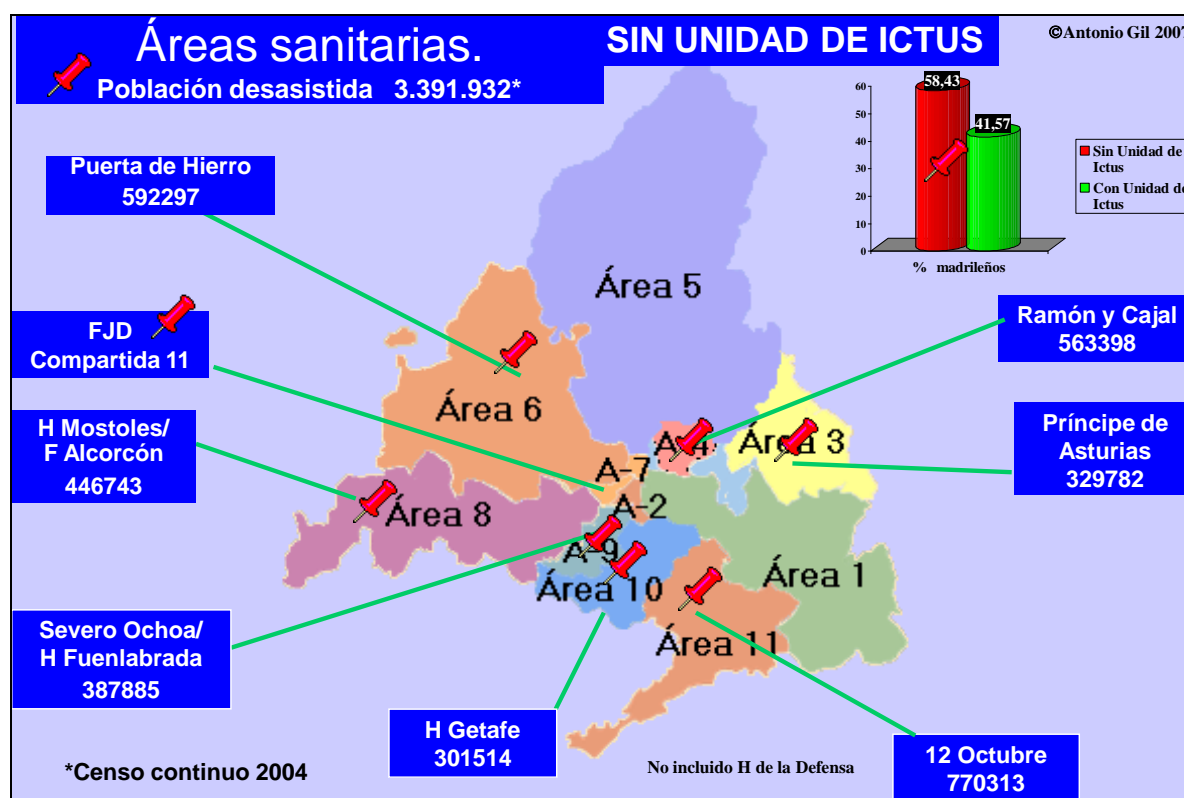 Áreas sanitarias.
Población desasistida 3.391.932*
SIN UNIDAD DE ICTUS
©Antonio Gil 2007
58,43
41,57
60
50
40
30
20
10
0
% madrileños
Sin Unidad de
Ictus
Con Unidad de
Ictus
Puerta de Hierro
592297
FJD
Compartida 11
H Mostoles/
F Alcorcón
446743
Severo Ochoa/
H Fuenlabrada
387885
H Getafe
301514
12 Octubre
770313
Ramón y Cajal
563398
Príncipe de
Asturias
329782
Área 5
Área 6
A-4
Área 3
A-7
A-2
Área 8
A-9
Área 10
Área 1
Área 11
*Censo continuo 2004
No incluido H de la Defensa